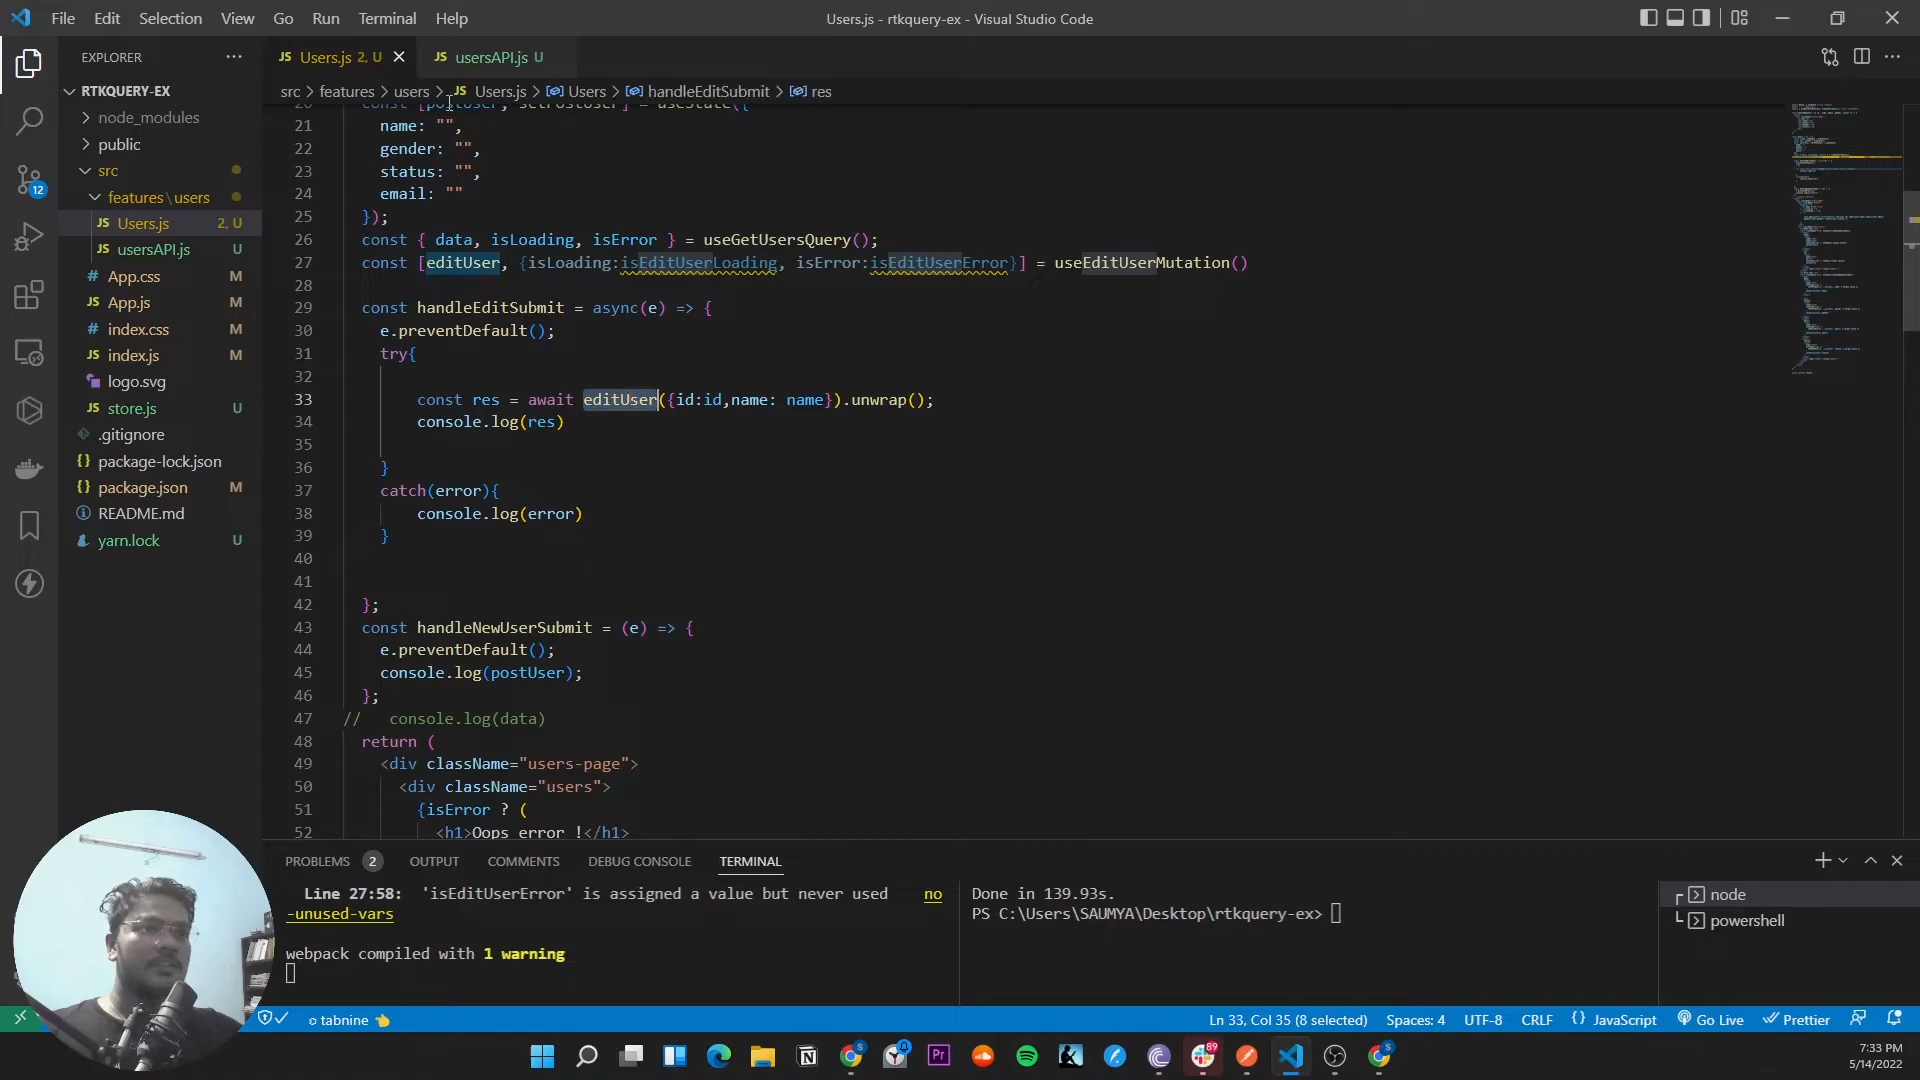 File Edit Selection View Go Run Terminal Help
Users.js - rtkquery-ex - Visual Studio Code
EXPLORER
RTKQUERY-EX
node_modules
public
src
features\users
Users.js 2, U
usersAPI.js U
App.css M
App.js M
index.css M
index.js M
logo.svg
store.js U
.gitignore
package-lock.json
package.json M
README.md
yarn.lock U
12
JS Users.js 2, U
JS usersAPI.js U
src > features > users > JS Users.js > Users > handleEditSubmit > res
20 const [postUser, setPostUser] = useState({
21 name: "",
22 gender: "",
23 status: "",
24 email: ""
25 });
26 const { data, isLoading, isError } = useGetUsersQuery();
27 const [editUser, {isLoading:isEditUserLoading, isError:isEditUserError}] = useEditUserMutation()
28
29 const handleEditSubmit = async(e) => {
30 e.preventDefault();
31 try{
32
33 const res = await editUser({id:id,name: name}).unwrap();
34 console.log(res)
35
36 }
37 catch(error){
38 console.log(error)
39 }
40
41
42 };
43 const handleNewUserSubmit = (e) => {
44 e.preventDefault();
45 console.log(postUser);
46 };
47 // console.log(data)
48 return (
49 <div className="users-page">
50 <div className="users">
51 {isError ? (
52 <h1>Oops error !</h1>
PROBLEMS 2 OUTPUT COMMENTS DEBUG CONSOLE TERMINAL
Line 27:58: 'isEditUserError' is assigned a value but never used no
-unused-vars
webpack compiled with 1 warning
Done in 139.93s.
PS C:\Users\SAUMYA\Desktop\rtkquery-ex>
node
powershell
tabnine
Ln 33, Col 35 (8 selected) Spaces: 4 UTF-8 CRLF {} JavaScript Go Live Prettier
89
7:33 PM
5/14/2022